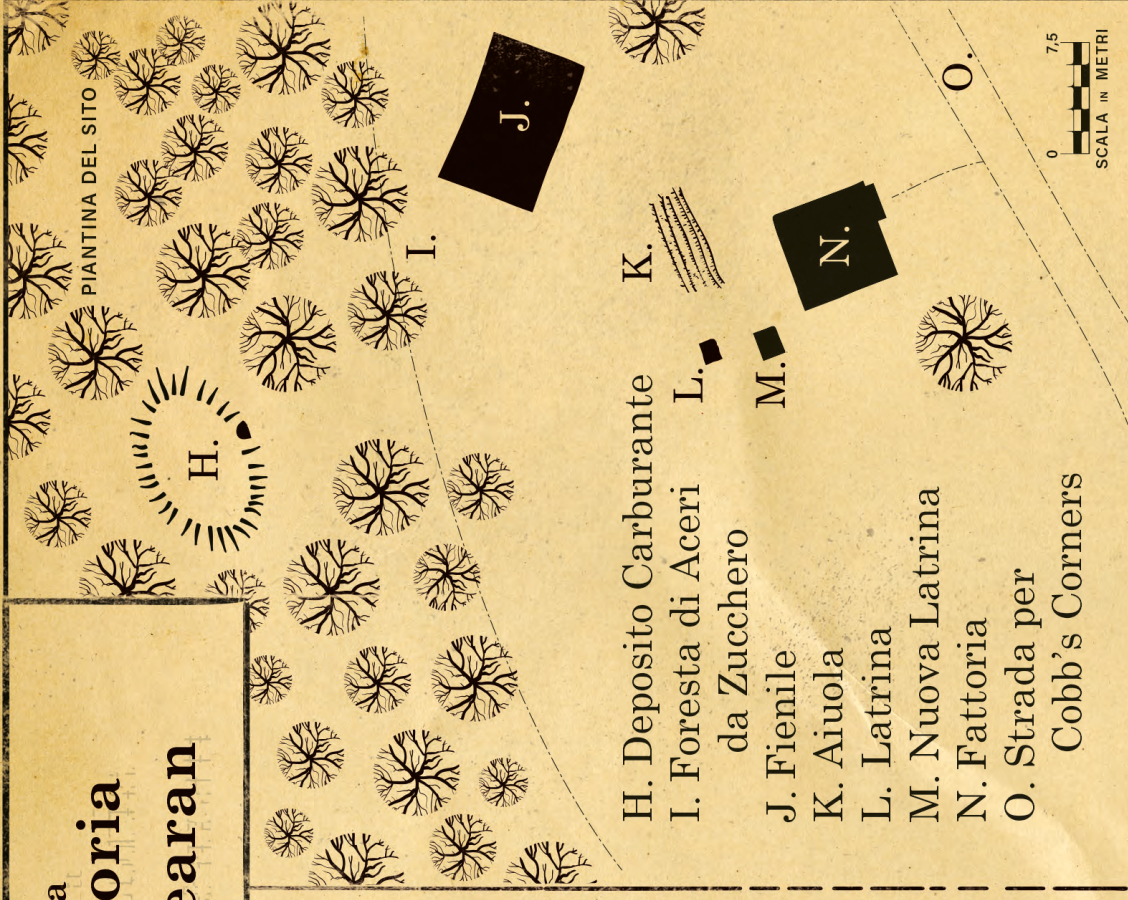 PIANTINA DEL SITO
H.
I.
J.
K.
L.
M.
N.
O.
0 7,5
SCALA IN METRI
H. Deposito Carburante
I. Foresta di Aceri
da Zucchero
J. Fienile
K. Aiuola
L. Latrina
M. Nuova Latrina
N. Fattoria
O. Strada per
Cobb's Corners
a
oria
earan